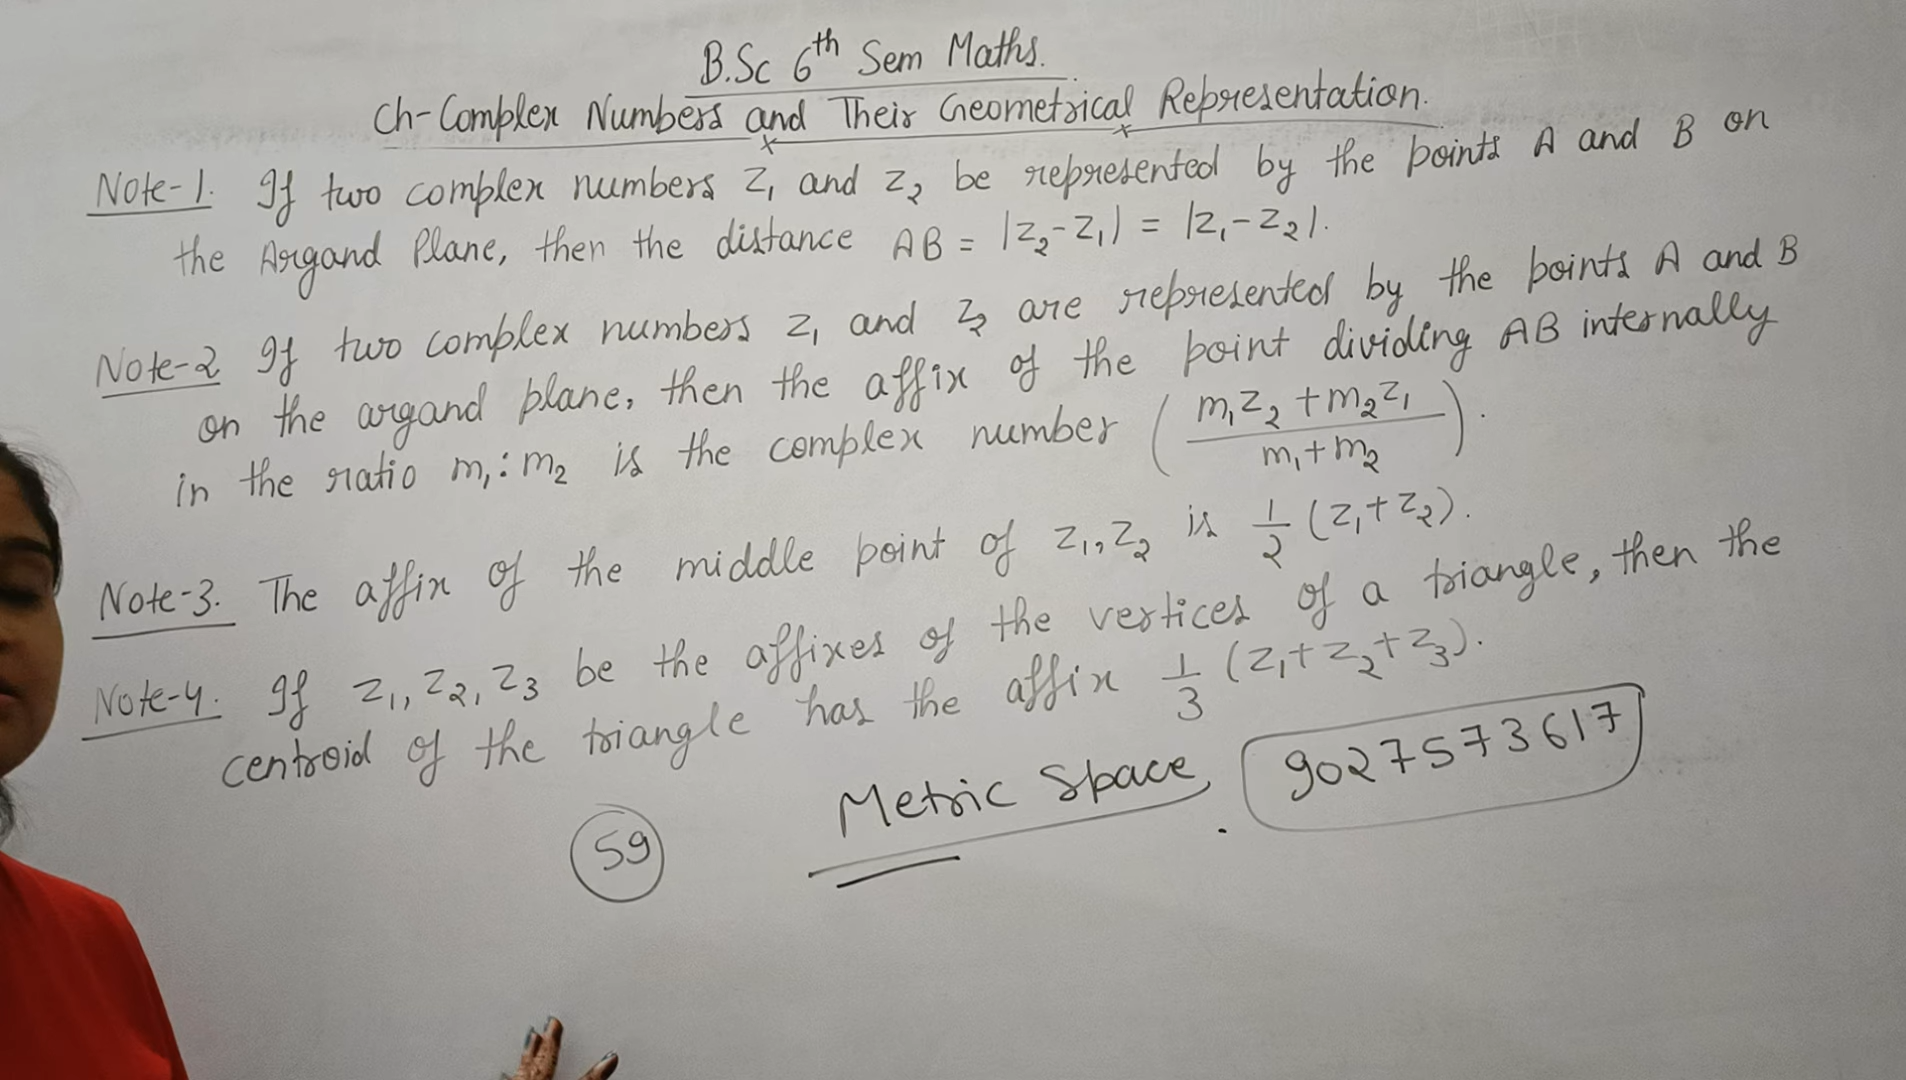 B.Sc 6th Sem Maths.
Ch-Complex Numbers and Their Geometrical Representation.
Note-1. If two complex numbers z₁ and z₂ be represented by the points A and B on
the Argand Plane, then the distance AB = |z₂-z₁| = |z₁-z₂|.
Note-2 If two complex numbers z₁ and z₂ are represented by the points A and B
on the argand plane, then the affix of the point dividing AB internally
in the ratio m₁:m₂ is the complex number ( (m₁z₂+m₂z₁)/(m₁+m₂) ).
Note-3. The affix of the middle point of z₁,z₂ is 1/2 (z₁+z₂).
Note-4. If z₁, z₂, z₃ be the affixes of the vertices of a triangle, then the
centroid of the triangle has the affix 1/3 (z₁+z₂+z₃).
Metric Space, 9027573617
59